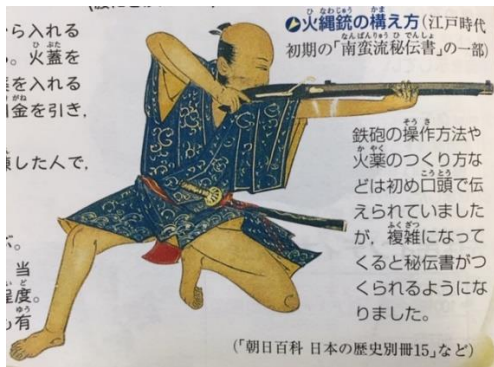 火縄銃の構え方(江戸時代
初期の「南蛮流秘伝書」の一部)
ら入れる
。火蓋を
を入れる
金を引き,
した人で,
鉄砲の操作方法や
火薬のつくり方な
どは初め口頭で伝
えられていました
が、複雑になって
くると秘伝書がつ
くられるようにな
りました。
ぶ。
当
程度。
も有
(「朝日百科 日本の歴史別冊15」など)